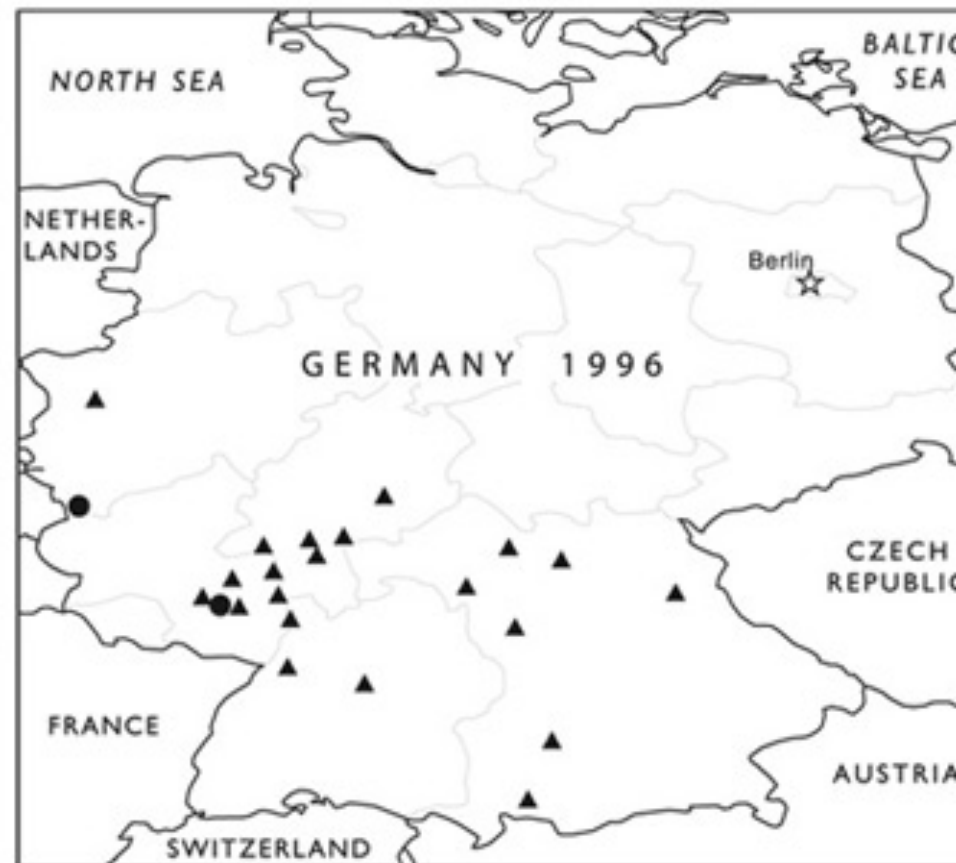 NORTH SEA
BALTIC
SEA
NETHER-
LANDS
Berlin
GERMANY 1996
CZECH
REPUBLIC
FRANCE
AUSTRIA
SWITZERLAND